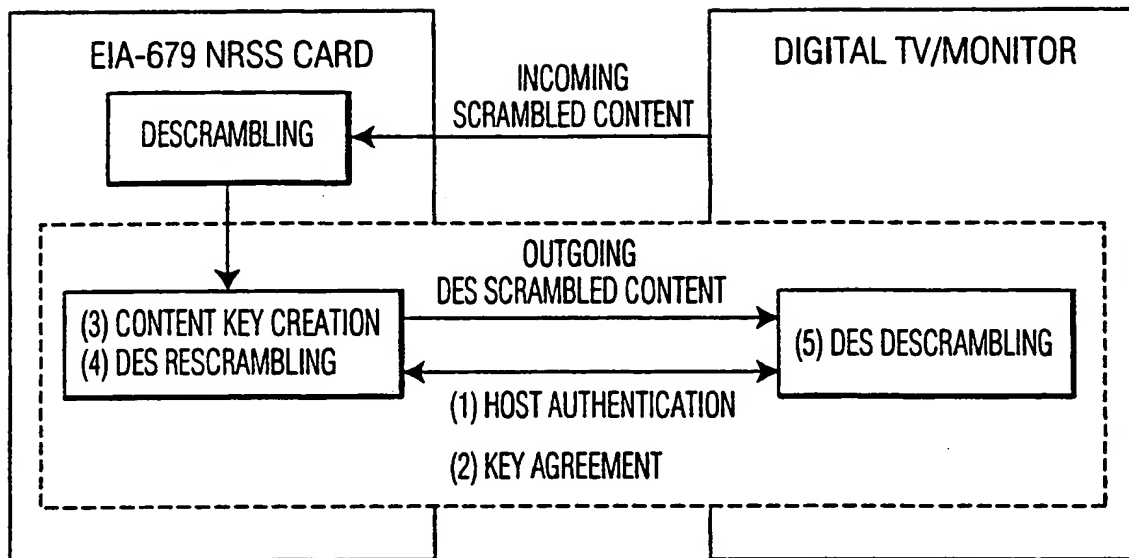 EIA-679 NRSS CARD
DIGITAL TV/MONITOR
INCOMING
SCRAMBLED CONTENT
DESCRAMBLING
OUTGOING
DES SCRAMBLED CONTENT
(3) CONTENT KEY CREATION
(4) DES RESCRAMBLING
(5) DES DESCRAMBLING
(1) HOST AUTHENTICATION
(2) KEY AGREEMENT